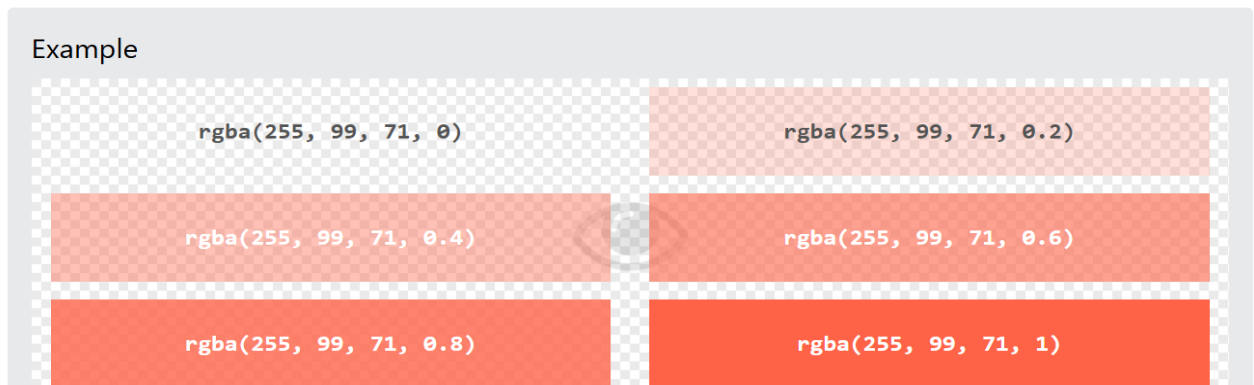 Example
rgba(255, 99, 71, 0)
rgba(255, 99, 71, 0.2)
rgba(255, 99, 71, 0.4)
rgba(255, 99, 71, 0.6)
rgba(255, 99, 71, 0.8)
rgba(255, 99, 71, 1)